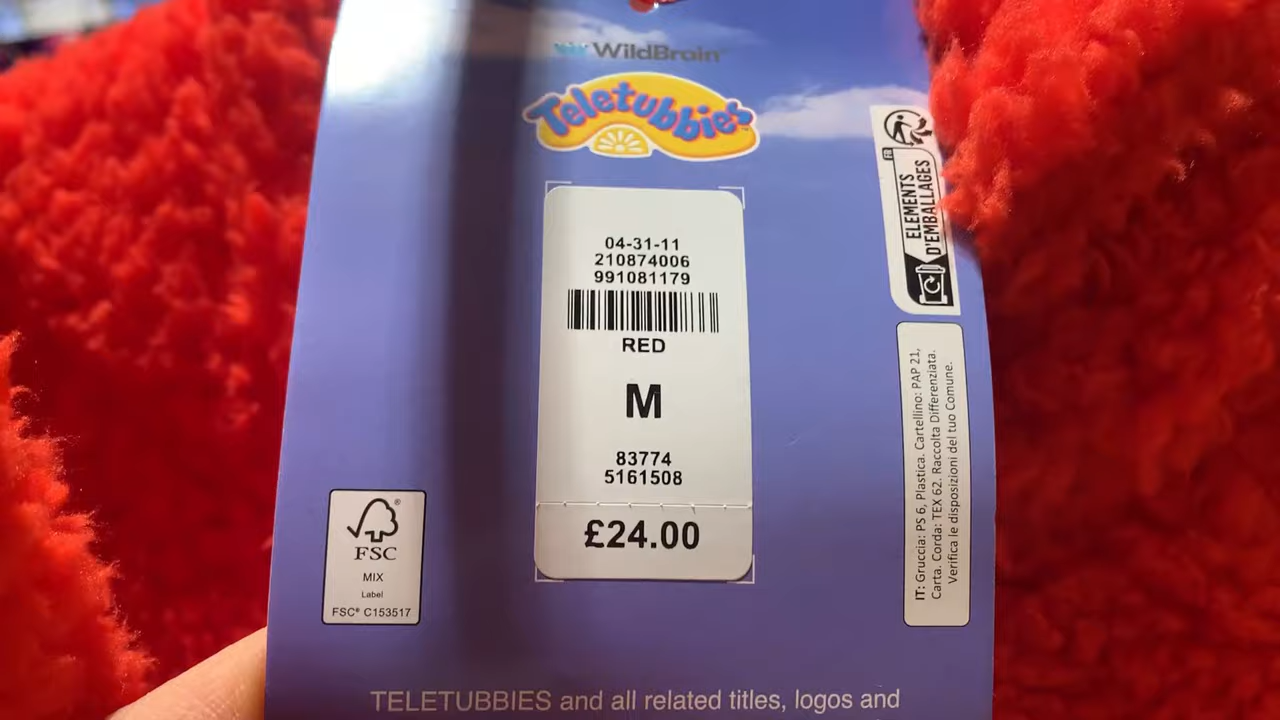 WildBrain
Teletubbies
04-31-11
210874006
991081179
RED
M
83774
5161508
£24.00
FSC®
MIX
Label
FSC® C153517
FR
ELEMENTS
D'EMBALLAGES
IT: Gruccia: PS 6, Plastica. Cartellino: PAP 21,
Carta. Corda: TEX 62. Raccolta Differenziata.
Verifica le disposizioni del tuo Comune.
TELETUBBIES and all related titles, logos and